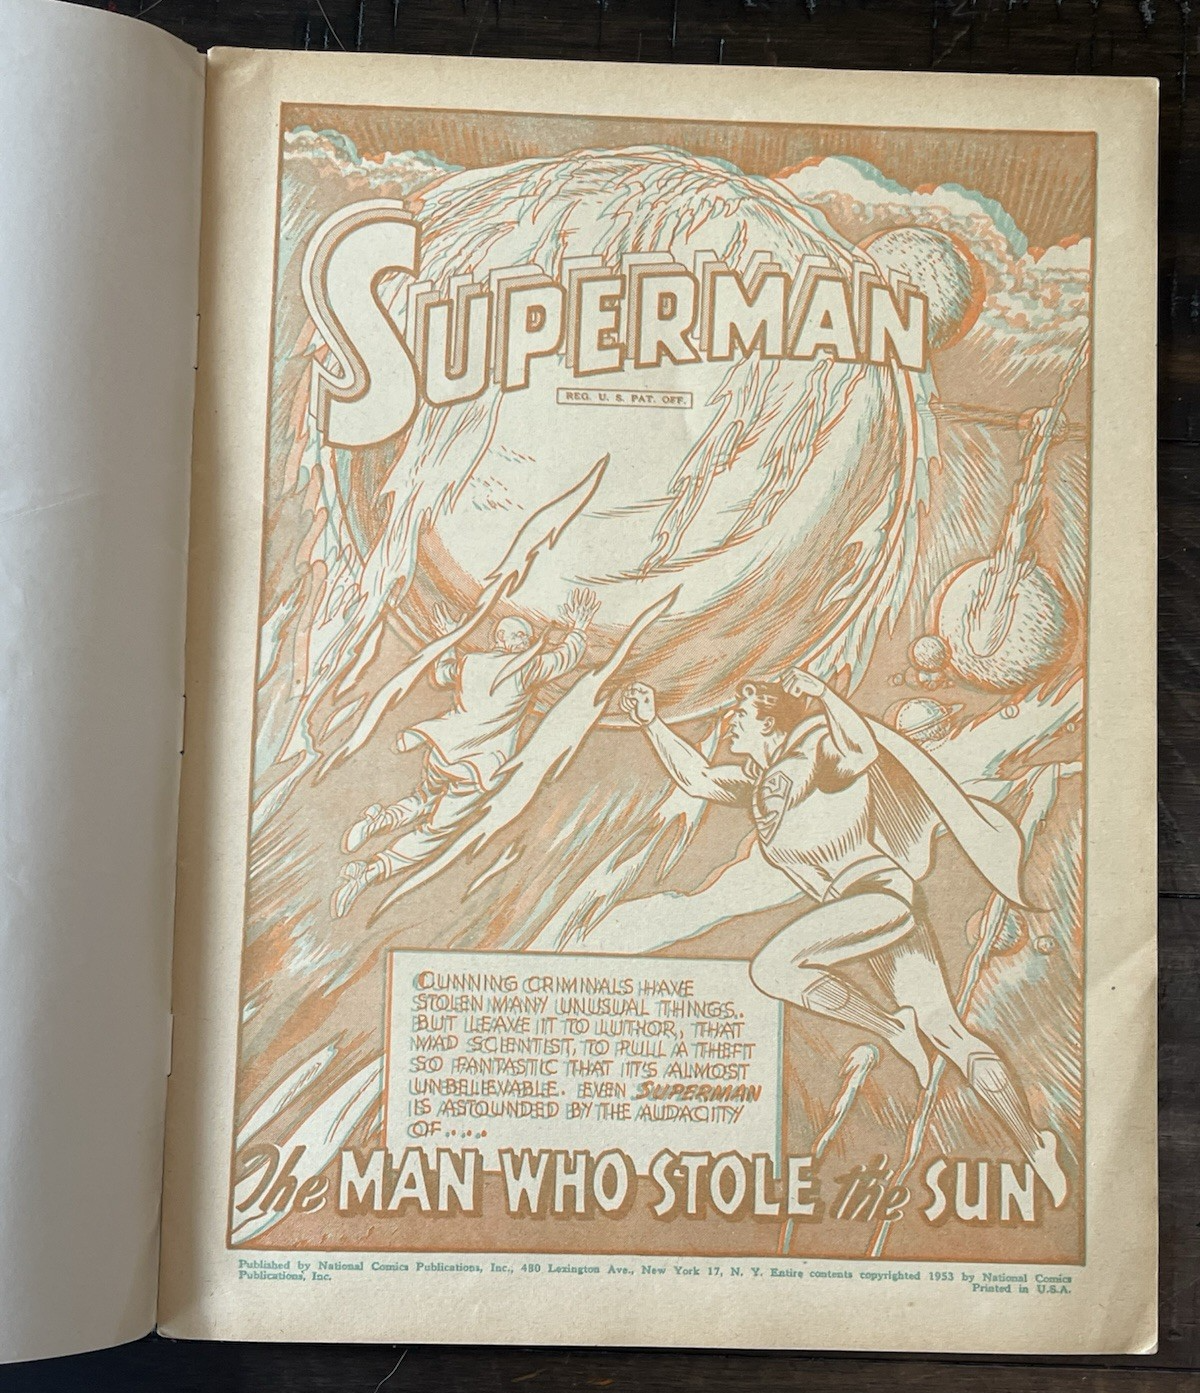 SUPERMAN
REG. U. S. PAT. OFF.
CUNNING CRIMINALS HAVE
STOLEN MANY UNUSUAL THINGS..
BUT LEAVE IT TO LUTHOR, THAT
MAD SCIENTIST, TO PULL A THEFT
SO FANTASTIC THAT IT'S ALMOST
UNBELIEVABLE. EVEN SUPERMAN
IS ASTOUNDED BY THE AUDACITY
OF....
The MAN WHO STOLE the SUN
Published by National Comics Publications, Inc., 480 Lexington Ave., New York 17, N. Y. Entire contents copyrighted 1953 by National Comics
Publications, Inc.
Printed in U.S.A.